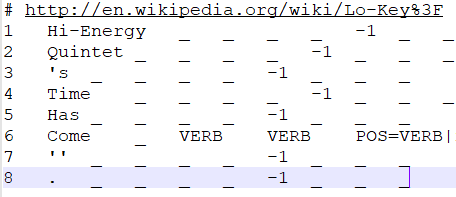 # http://en.wikipedia.org/wiki/Lo-Key%3F
1 Hi-Energy _ _ _ _ -1 _ _
2 Quintet _ _ _ _ -1 _ _ _
3 's _ _ _ _ -1 _ _ _
4 Time _ _ _ _ -1 _ _ _
5 Has _ _ _ _ -1 _ _ _
6 Come _ VERB VERB POS=VERB|
7 '' _ _ _ _ -1 _ _ _
8 . _ _ _ _ -1 _ _ _